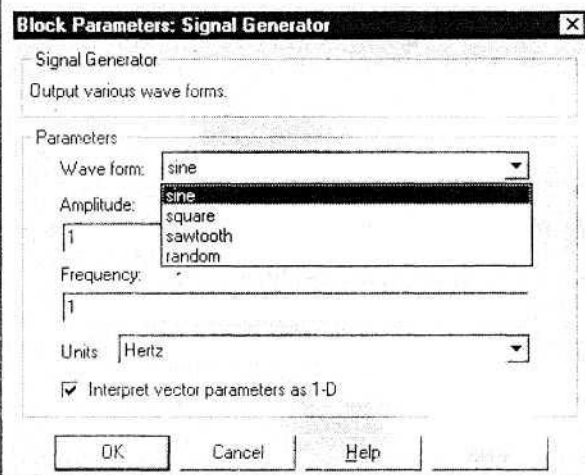 Block Parameters: Signal Generator
Signal Generator
Output various wave forms.
Parameters
Wave form: sine
sine
square
sawtooth
random
Amplitude:
1
Frequency:
1
Units Hertz
Interpret vector parameters as 1-D
OK Cancel Help